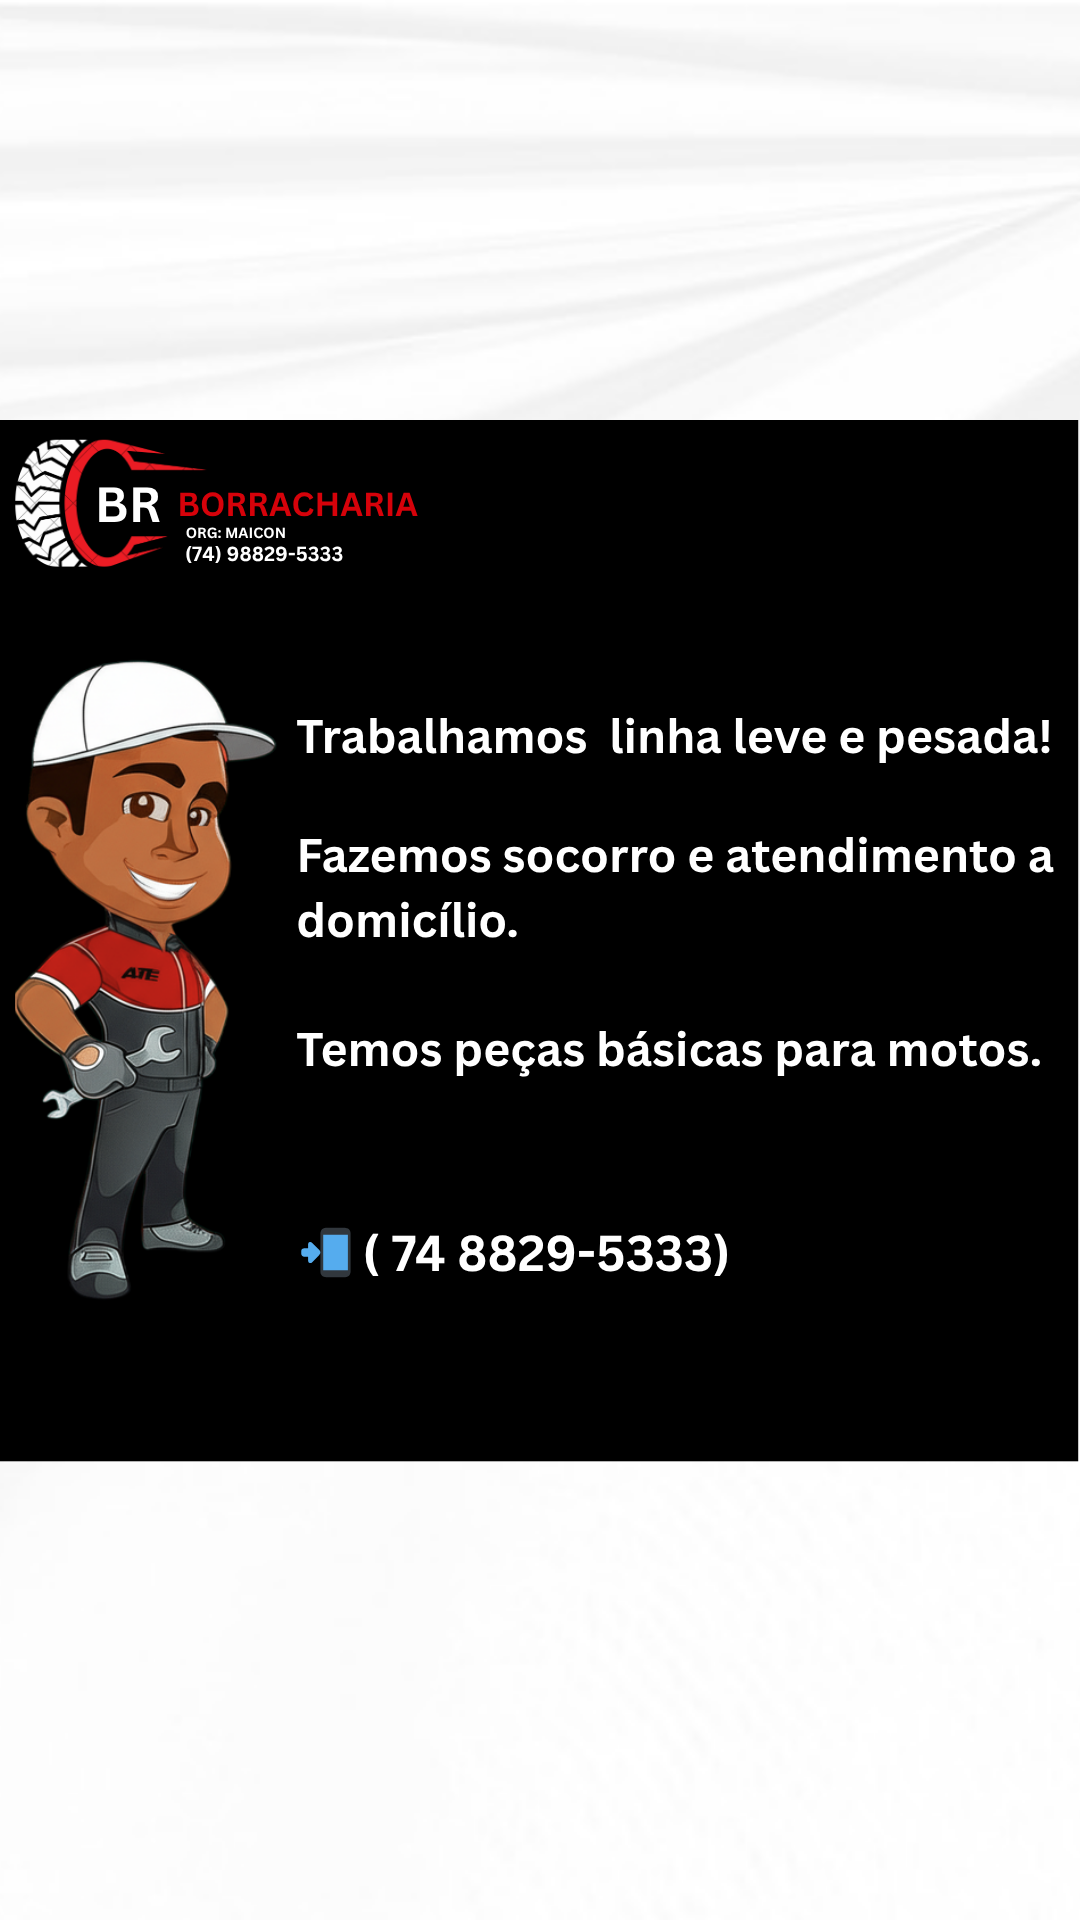 BR BORRACHARIA
ORG: MAICON
(74) 98829-5333
Trabalhamos linha leve e pesada!
Fazemos socorro e atendimento a
domicílio.
ATE
Temos peças básicas para motos.
( 74 8829-5333)